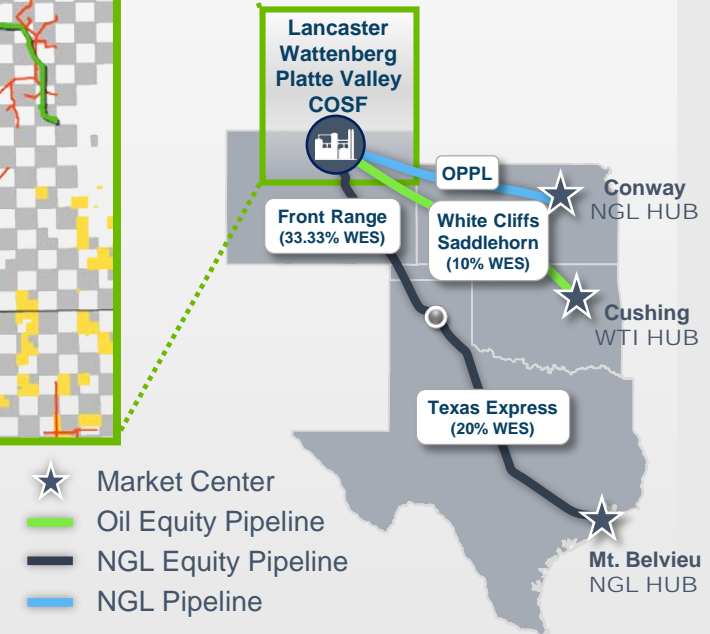 Lancaster
Wattenberg
Platte Valley
COSF
OPPL
Conway
NGL HUB
Front Range
(33.33% WES)
White Cliffs
Saddlehorn
(10% WES)
Cushing
WTI HUB
Texas Express
(20% WES)
Mt. Belvieu
NGL HUB
Market Center
Oil Equity Pipeline
NGL Equity Pipeline
NGL Pipeline